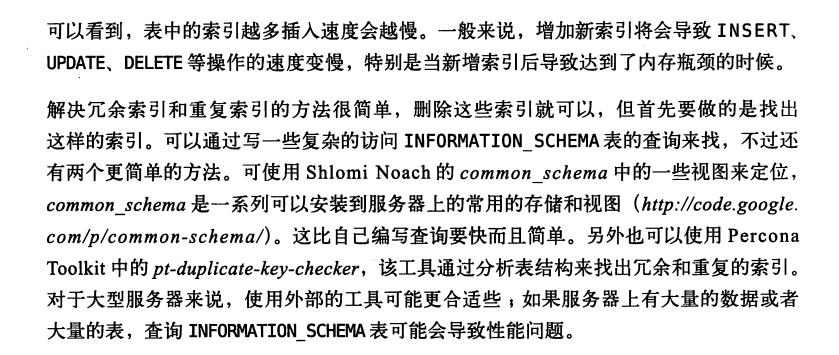 可以看到，表中的索引越多插入速度会越慢。一般来说，增加新索引将会导致 INSERT、
UPDATE、DELETE 等操作的速度变慢，特别是当新增索引后导致达到了内存瓶颈的时候。
解决冗余索引和重复索引的方法很简单，删除这些索引就可以，但首先要做的是找出
这样的索引。可以通过写一些复杂的访问 INFORMATION_SCHEMA 表的查询来找，不过还
有两个更简单的方法。可使用 Shlomi Noach 的 common_schema 中的一些视图来定位，
common_schema 是一系列可以安装到服务器上的常用的存储和视图（http://code.google.
com/p/common-schema/）。这比自己编写查询要快而且简单。另外也可以使用 Percona
Toolkit 中的 pt-duplicate-key-checker，该工具通过分析表结构来找出冗余和重复的索引。
对于大型服务器来说，使用外部的工具可能更合适些；如果服务器上有大量的数据或者
大量的表，查询 INFORMATION_SCHEMA 表可能会导致性能问题。